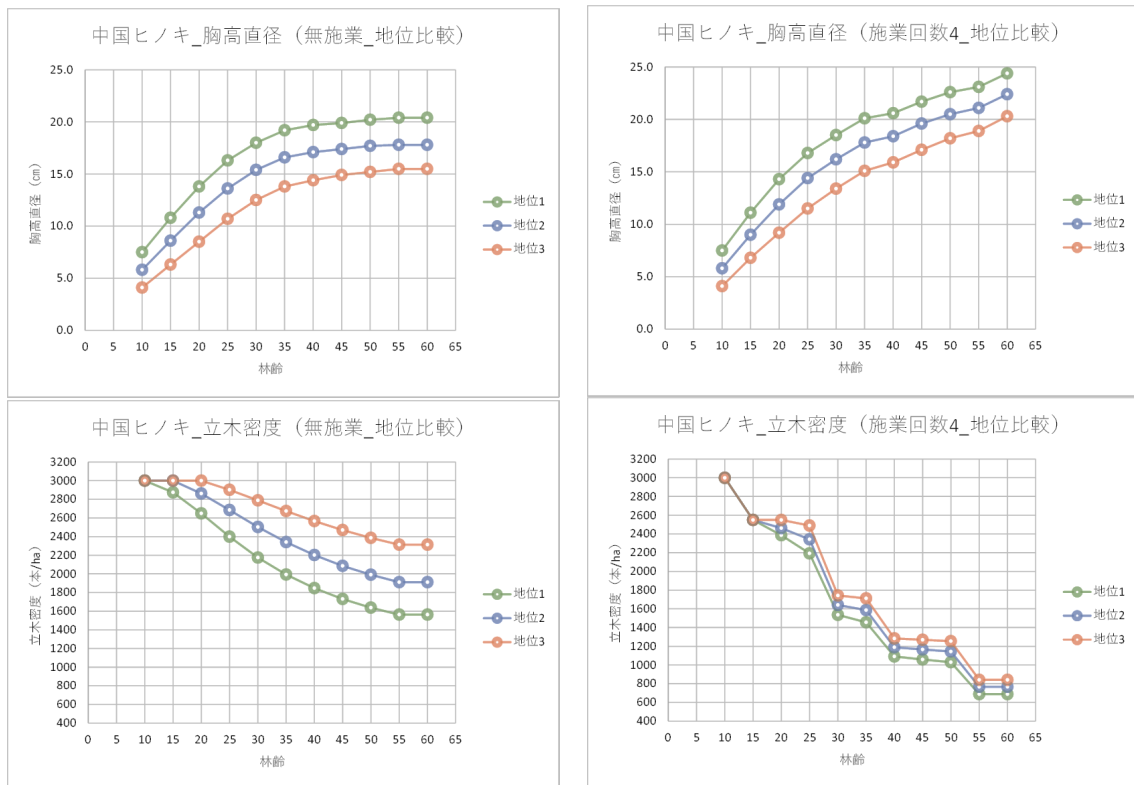 中国ヒノキ_胸高直径（無施業_地位比較）
25.0
20.0
15.0
10.0
5.0
0.0
胸高直径（cm）
0 5 10 15 20 25 30 35 40 45 50 55 60 65
林齢
地位1
地位2
地位3
中国ヒノキ_胸高直径（施業回数4_地位比較）
25.0
20.0
15.0
10.0
5.0
0.0
胸高直径（cm）
0 5 10 15 20 25 30 35 40 45 50 55 60 65
林齢
地位1
地位2
地位3
中国ヒノキ_立木密度（無施業_地位比較）
3200
3000
2800
2600
2400
2200
2000
1800
1600
1400
1200
1000
800
600
400
立木密度（本/ha）
0 5 10 15 20 25 30 35 40 45 50 55 60 65
林齢
地位1
地位2
地位3
中国ヒノキ_立木密度（施業回数4_地位比較）
3200
3000
2800
2600
2400
2200
2000
1800
1600
1400
1200
1000
800
600
400
立木密度（本/ha）
0 5 10 15 20 25 30 35 40 45 50 55 60 65
林齢
地位1
地位2
地位3